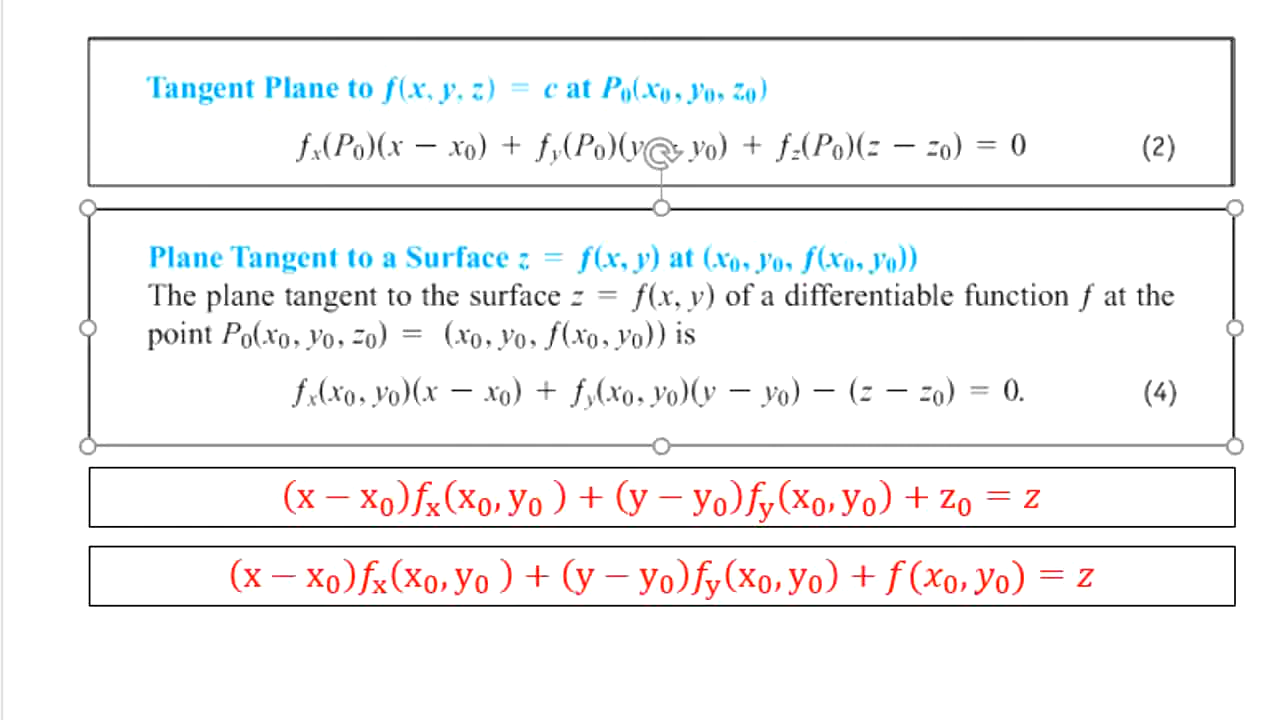 Tangent Plane to f(x, y, z) = c at P₀(x₀, y₀, z₀)
fₓ(P₀)(x − x₀) + f_y(P₀)(y − y₀) + f_z(P₀)(z − z₀) = 0 (2)
Plane Tangent to a Surface z = f(x, y) at (x₀, y₀, f(x₀, y₀))
The plane tangent to the surface z = f(x, y) of a differentiable function f at the
point P₀(x₀, y₀, z₀) = (x₀, y₀, f(x₀, y₀)) is
fₓ(x₀, y₀)(x − x₀) + f_y(x₀, y₀)(y − y₀) − (z − z₀) = 0. (4)
(x − x₀)fₓ(x₀, y₀ ) + (y − y₀)f_y(x₀, y₀) + z₀ = z
(x − x₀)fₓ(x₀, y₀ ) + (y − y₀)f_y(x₀, y₀) + f(x₀, y₀) = z